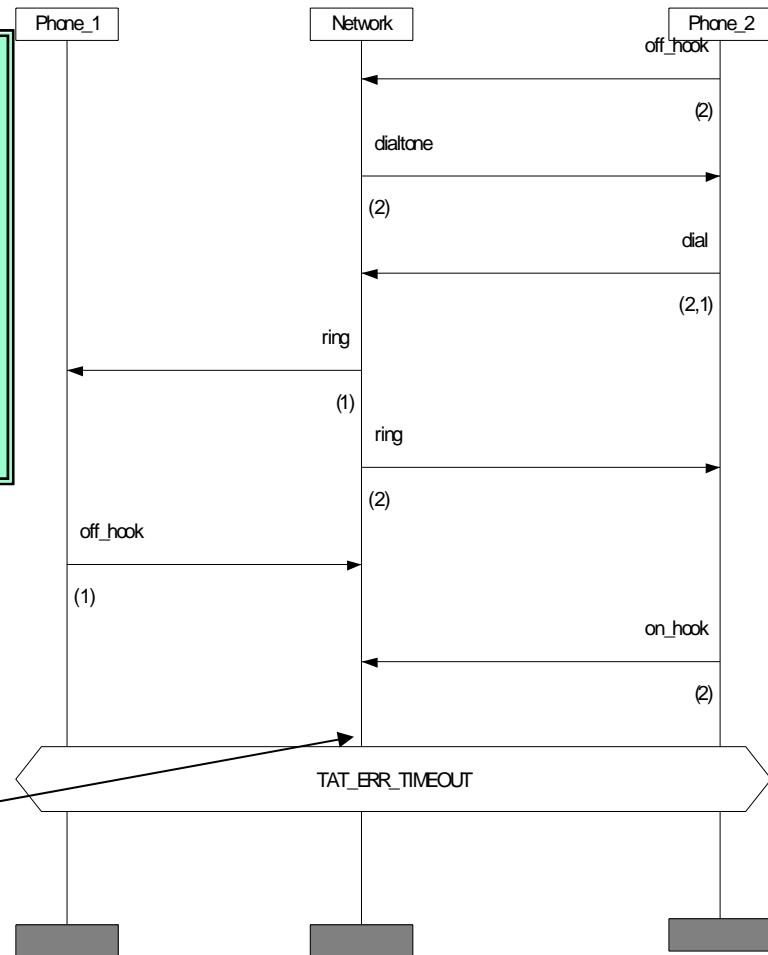 Phone_1
Network
Phone_2
off_hook
(2)
dialtone
(2)
dial
(2,1)
ring
(1)
ring
(2)
off_hook
(1)
on_hook
(2)
TAT_ERR_TIMEOUT